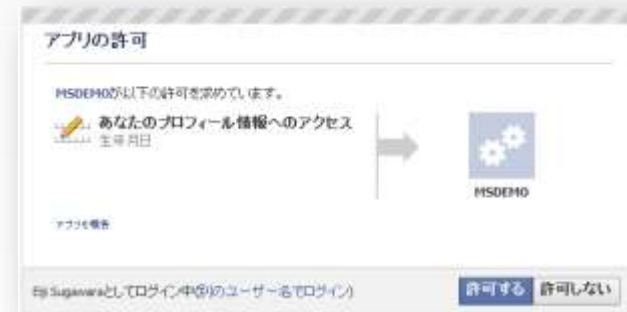 アプリの許可
MSDEMOが以下の許可を求めています。
あなたのプロフィール情報へのアクセス
生年月日
MSDEMO
アプリを報告
Eiji Sugawaraとしてログイン中(別のユーザー名でログイン)
許可する 許可しない